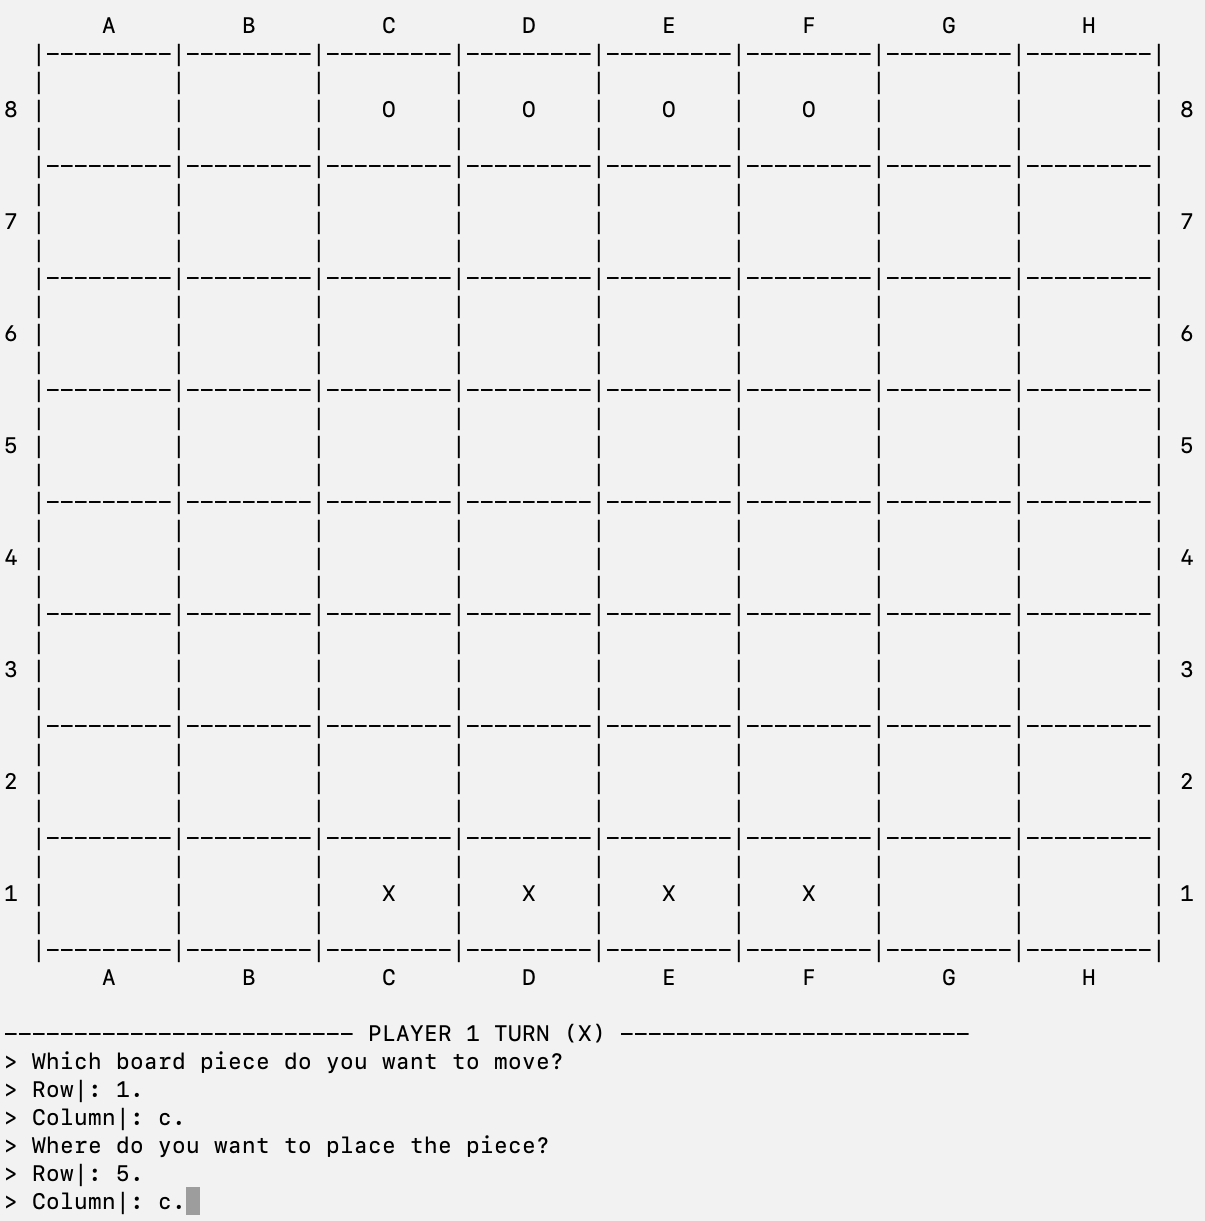 A B C D E F G H
|---------|---------|---------|---------|---------|---------|---------|---------|
| | | | | | | | |
8 | | | O | O | O | O | | | 8
| | | | | | | | |
|---------|---------|---------|---------|---------|---------|---------|---------|
| | | | | | | | |
7 | | | | | | | | | 7
| | | | | | | | |
|---------|---------|---------|---------|---------|---------|---------|---------|
| | | | | | | | |
6 | | | | | | | | | 6
| | | | | | | | |
|---------|---------|---------|---------|---------|---------|---------|---------|
| | | | | | | | |
5 | | | | | | | | | 5
| | | | | | | | |
|---------|---------|---------|---------|---------|---------|---------|---------|
| | | | | | | | |
4 | | | | | | | | | 4
| | | | | | | | |
|---------|---------|---------|---------|---------|---------|---------|---------|
| | | | | | | | |
3 | | | | | | | | | 3
| | | | | | | | |
|---------|---------|---------|---------|---------|---------|---------|---------|
| | | | | | | | |
2 | | | | | | | | | 2
| | | | | | | | |
|---------|---------|---------|---------|---------|---------|---------|---------|
| | | | | | | | |
1 | | | X | X | X | X | | | 1
| | | | | | | | |
|---------|---------|---------|---------|---------|---------|---------|---------|
A B C D E F G H
------------------------- PLAYER 1 TURN (X) -------------------------
> Which board piece do you want to move?
> Row|: 1.
> Column|: c.
> Where do you want to place the piece?
> Row|: 5.
> Column|: c.